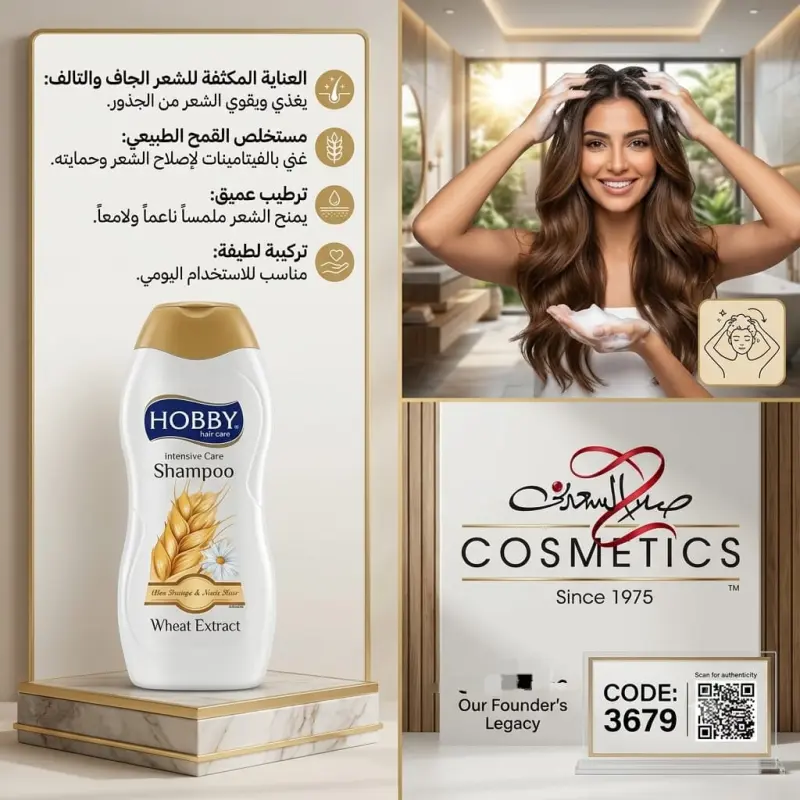 العناية المكثفة للشعر الجاف والتالف:
يغذي ويقوي الشعر من الجذور.
مستخلص القمح الطبيعي:
غني بالفيتامينات لإصلاح الشعر وحمايته.
ترطيب عميق:
يمنح الشعر ملمساً ناعماً ولامعاً.
تركيبة لطيفة:
مناسب للاستخدام اليومي.
HOBBY
hair care
intensive Care
Shampoo
Wheat Extract
COSMETICS
TM
Since 1975
Our Founder's
Legacy
Scan for authenticity
CODE:
3679